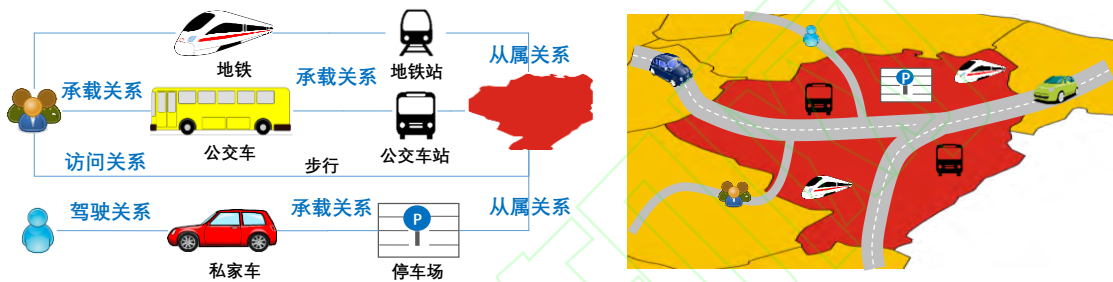 地铁
地铁站
从属关系
承载关系
承载关系
公交车
公交车站
访问关系
步行
驾驶关系
承载关系
从属关系
P
私家车
停车场
P